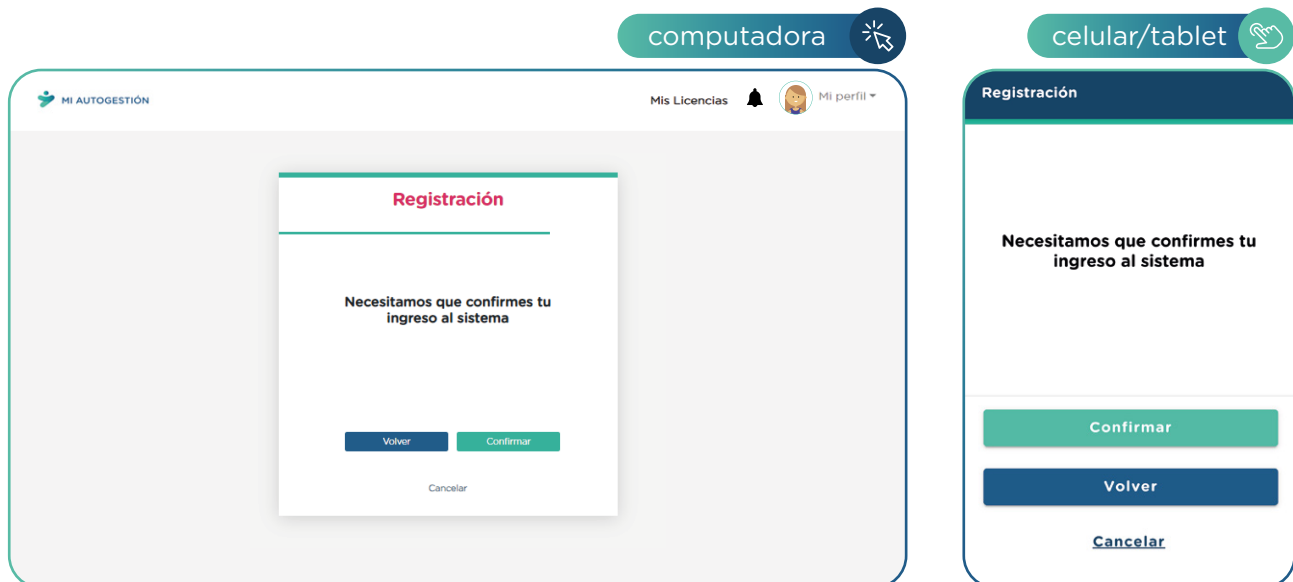 computadora
MI AUTOGESTIÓN
Mis Licencias
Mi perfil
Registración
Necesitamos que confirmes tu
ingreso al sistema
Volver
Confirmar
Cancelar
celular/tablet
Registración
Necesitamos que confirmes tu
ingreso al sistema
Confirmar
Volver
Cancelar